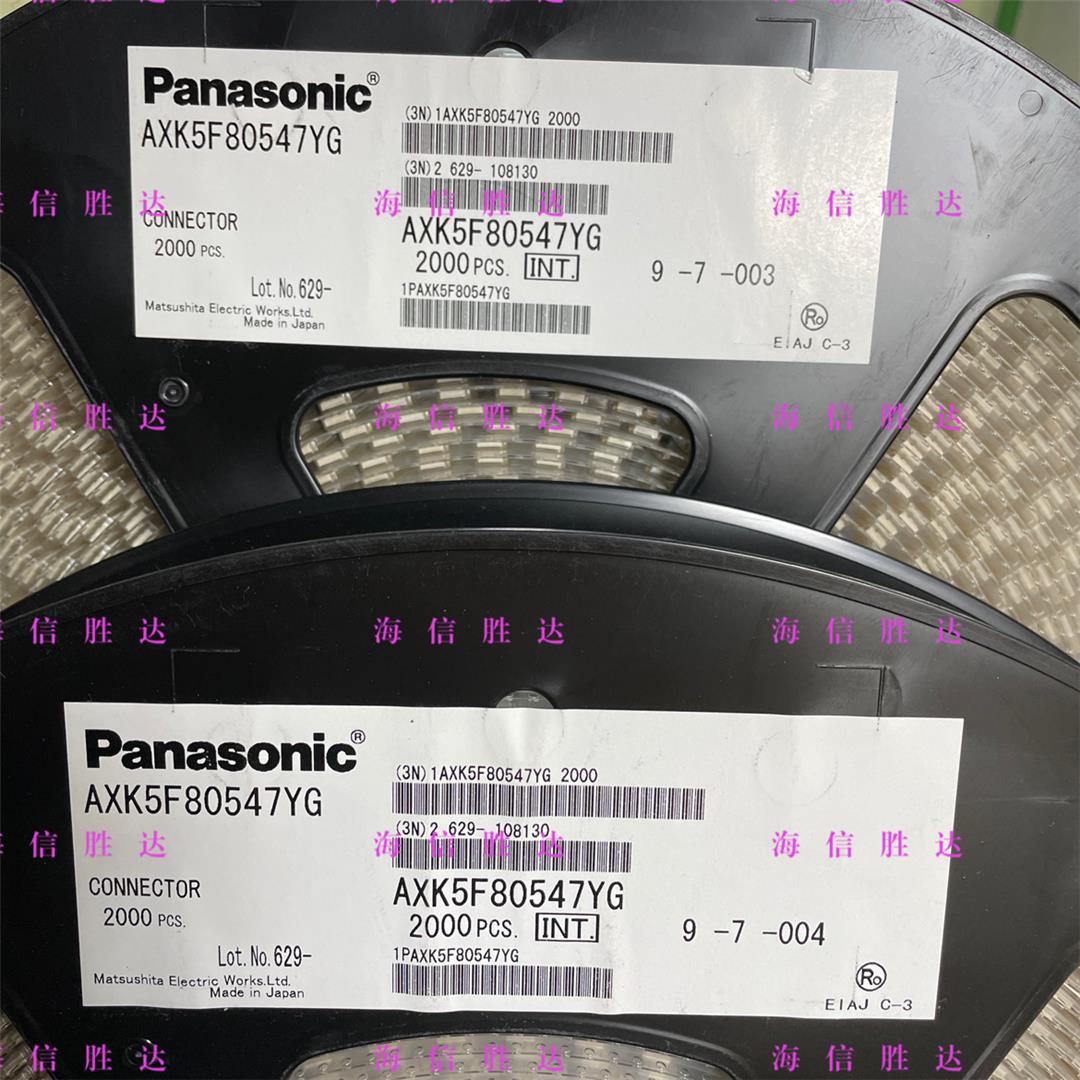 Panasonic®
AXK5F80547YG
(3N)1AXK5F80547YG 2000
(3N)2 629- 108130
CONNECTOR
2000 PCS.
AXK5F80547YG
2000 PCS. INT.
9 -7 -003
Lot. No. 629-
1PAXK5F80547YG
Matsushita Electric Works.Ltd.
Made in Japan
Ro
EIAJ C-3
Panasonic®
AXK5F80547YG
(3N)1AXK5F80547YG 2000
(3N)2 629- 108130
CONNECTOR
2000 PCS.
AXK5F80547YG
2000 PCS. INT.
9 -7 -004
Lot. No. 629-
1PAXK5F80547YG
Matsushita Electric Works.Ltd.
Made in Japan
Ro
EIAJ C-3
海信胜达
海信胜达
信胜达
海信胜达
海信胜达
信胜达
海信胜达
海信胜达
信胜达
海信胜达
海信胜达
信胜达
海信胜达
海信胜达
信胜达